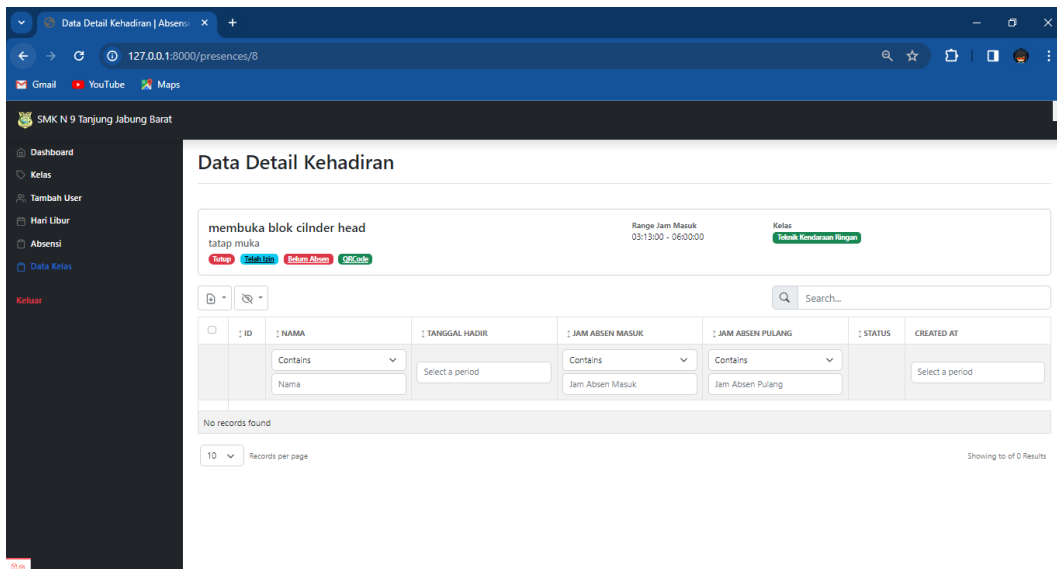 Data Detail Kehadiran | Absensi
127.0.0.1:8000/presences/8
Gmail YouTube Maps
SMK N 9 Tanjung Jabung Barat
Dashboard
Kelas
Tambah User
Hari Libur
Absensi
Data Kelas
Keluar
Data Detail Kehadiran
membuka blok cilnder head
tatap muka
Tutup Telah Izin Belum Absen QRCode
Range Jam Masuk
03:13:00 - 06:00:00
Kelas
Teknik Kendaraan Ringan
Search...
ID NAMA TANGGAL HADIR JAM ABSEN MASUK JAM ABSEN PULANG STATUS CREATED AT
Contains Contains Contains
Select a period Select a period
Nama Jam Absen Masuk Jam Absen Pulang
No records found
10 Records per page Showing to of 0 Results